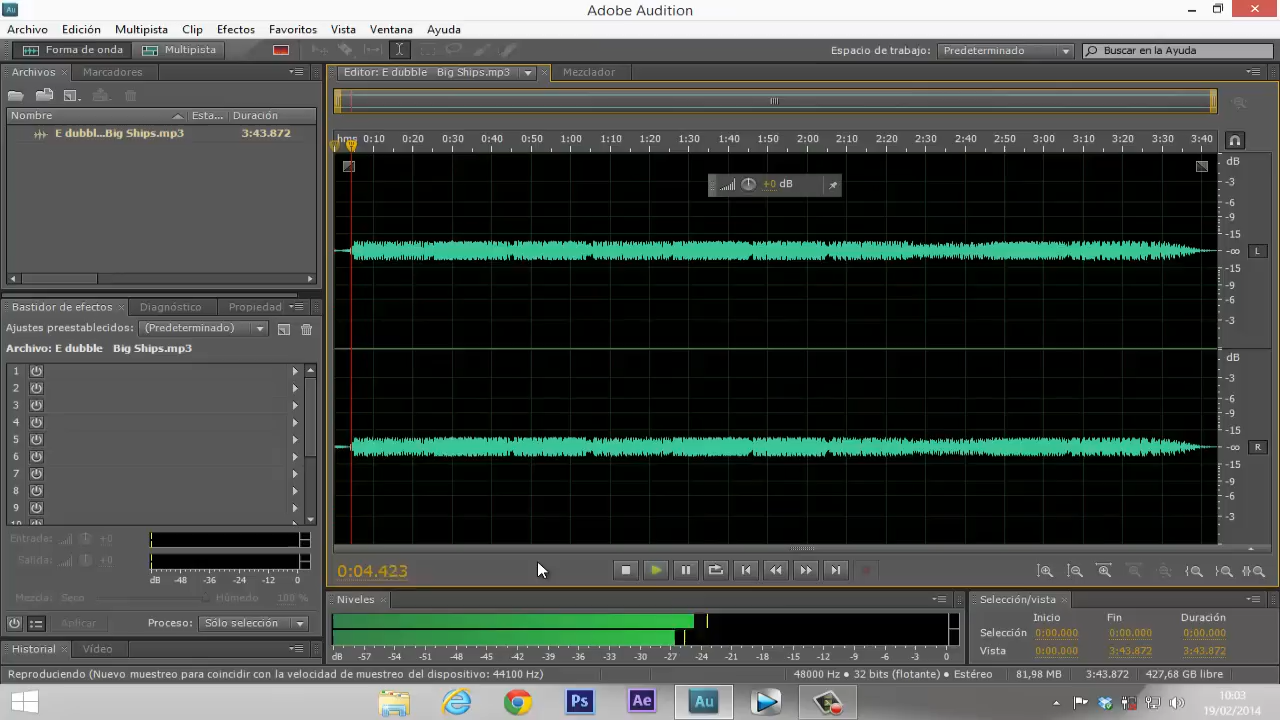 Au
Adobe Audition
Archivo Edición Multipista Clip Efectos Favoritos Vista Ventana Ayuda
Forma de onda Multipista Espacio de trabajo: Predeterminado Buscar en la Ayuda
Archivos Marcadores Editor: E dubble Big Ships.mp3 Mezclador
Nombre Esta... Duración
E dubbl...Big Ships.mp3 3:43.872
hms 0:10 0:20 0:30 0:40 0:50 1:00 1:10 1:20 1:30 1:40 1:50 2:00 2:10 2:20 2:30 2:40 2:50 3:00 3:10 3:20 3:30 3:40
+0 dB
dB
-3
-6
-9
-15
-∞ L
-15
-9
-6
-3
dB
-3
-6
-9
-15
-∞ R
-15
-9
-6
-3
Bastidor de efectos Diagnóstico Propiedad
Ajustes preestablecidos: (Predeterminado)
Archivo: E dubble Big Ships.mp3
1
2
3
4
5
6
7
8
9
10
Entrada: +0
Salida: +0
dB -48 -36 -24 -12 0
Mezcla: Seco Húmedo 100 %
Aplicar Proceso: Sólo selección
Historial Vídeo
0:04.423
Niveles
dB -57 -54 -51 -48 -45 -42 -39 -36 -33 -30 -27 -24 -21 -18 -15 -12 -9 -6 -3 0
Selección/vista
Inicio Fin Duración
Selección 0:00.000 0:00.000 0:00.000
Vista 0:00.000 3:43.872 3:43.872
Reproduciendo (Nuevo muestreo para coincidir con la velocidad de muestreo del dispositivo: 44100 Hz) 48000 Hz • 32 bits (flotante) • Estéreo 81,98 MB 3:43.872 427,68 GB libre
Ps Ae Au
10:03
19/02/2014